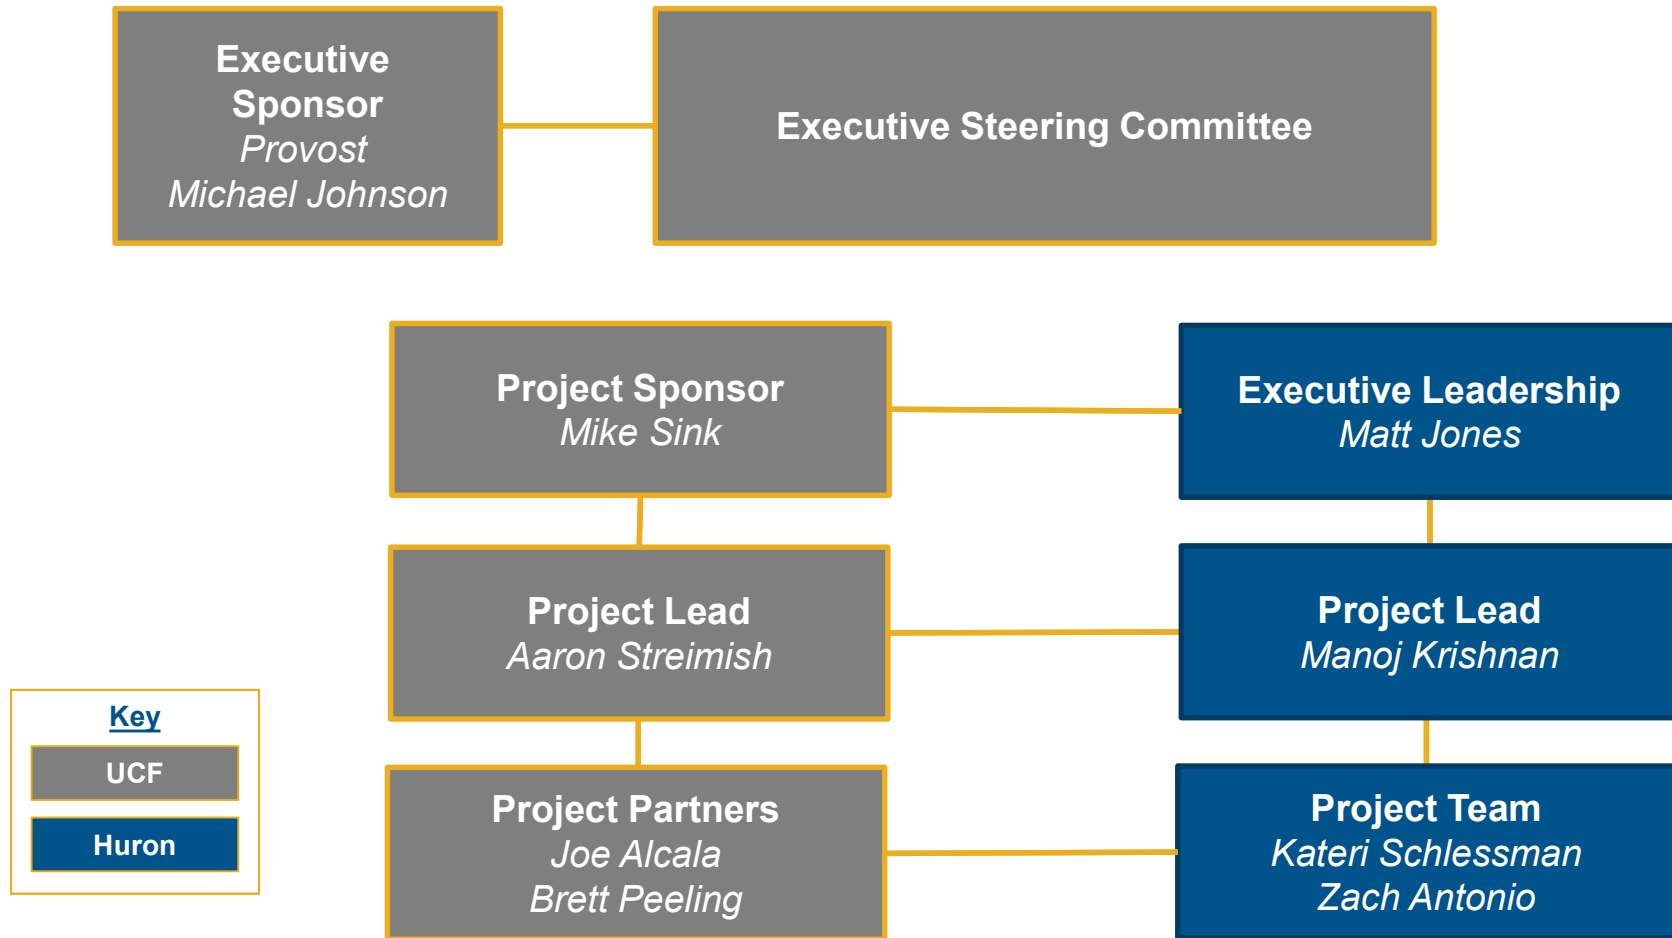 Executive
Sponsor
Provost
Michael Johnson
Executive Steering Committee
Project Sponsor
Mike Sink
Executive Leadership
Matt Jones
Project Lead
Aaron Streimish
Project Lead
Manoj Krishnan
Key
UCF
Huron
Project Partners
Joe Alcala
Brett Peeling
Project Team
Kateri Schlessman
Zach Antonio